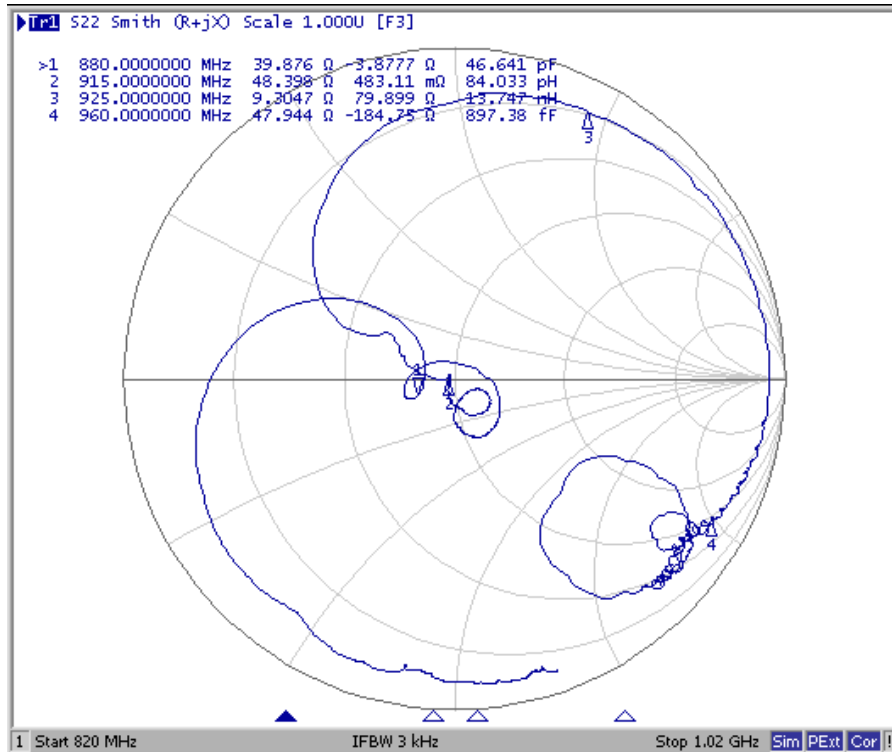 Tr1 S22 Smith (R+jX) Scale 1.000U [F3]
>1 880.0000000 MHz 39.876 Ω -3.8777 Ω 46.641 pF
2 915.0000000 MHz 48.398 Ω 483.11 mΩ 84.033 pH
3 925.0000000 MHz 9.3047 Ω 79.899 Ω 13.747 nH
4 960.0000000 MHz 47.944 Ω -184.75 Ω 897.38 fF
3
1
2
4
1 Start 820 MHz IFBW 3 kHz Stop 1.02 GHz Sim PExt Cor !